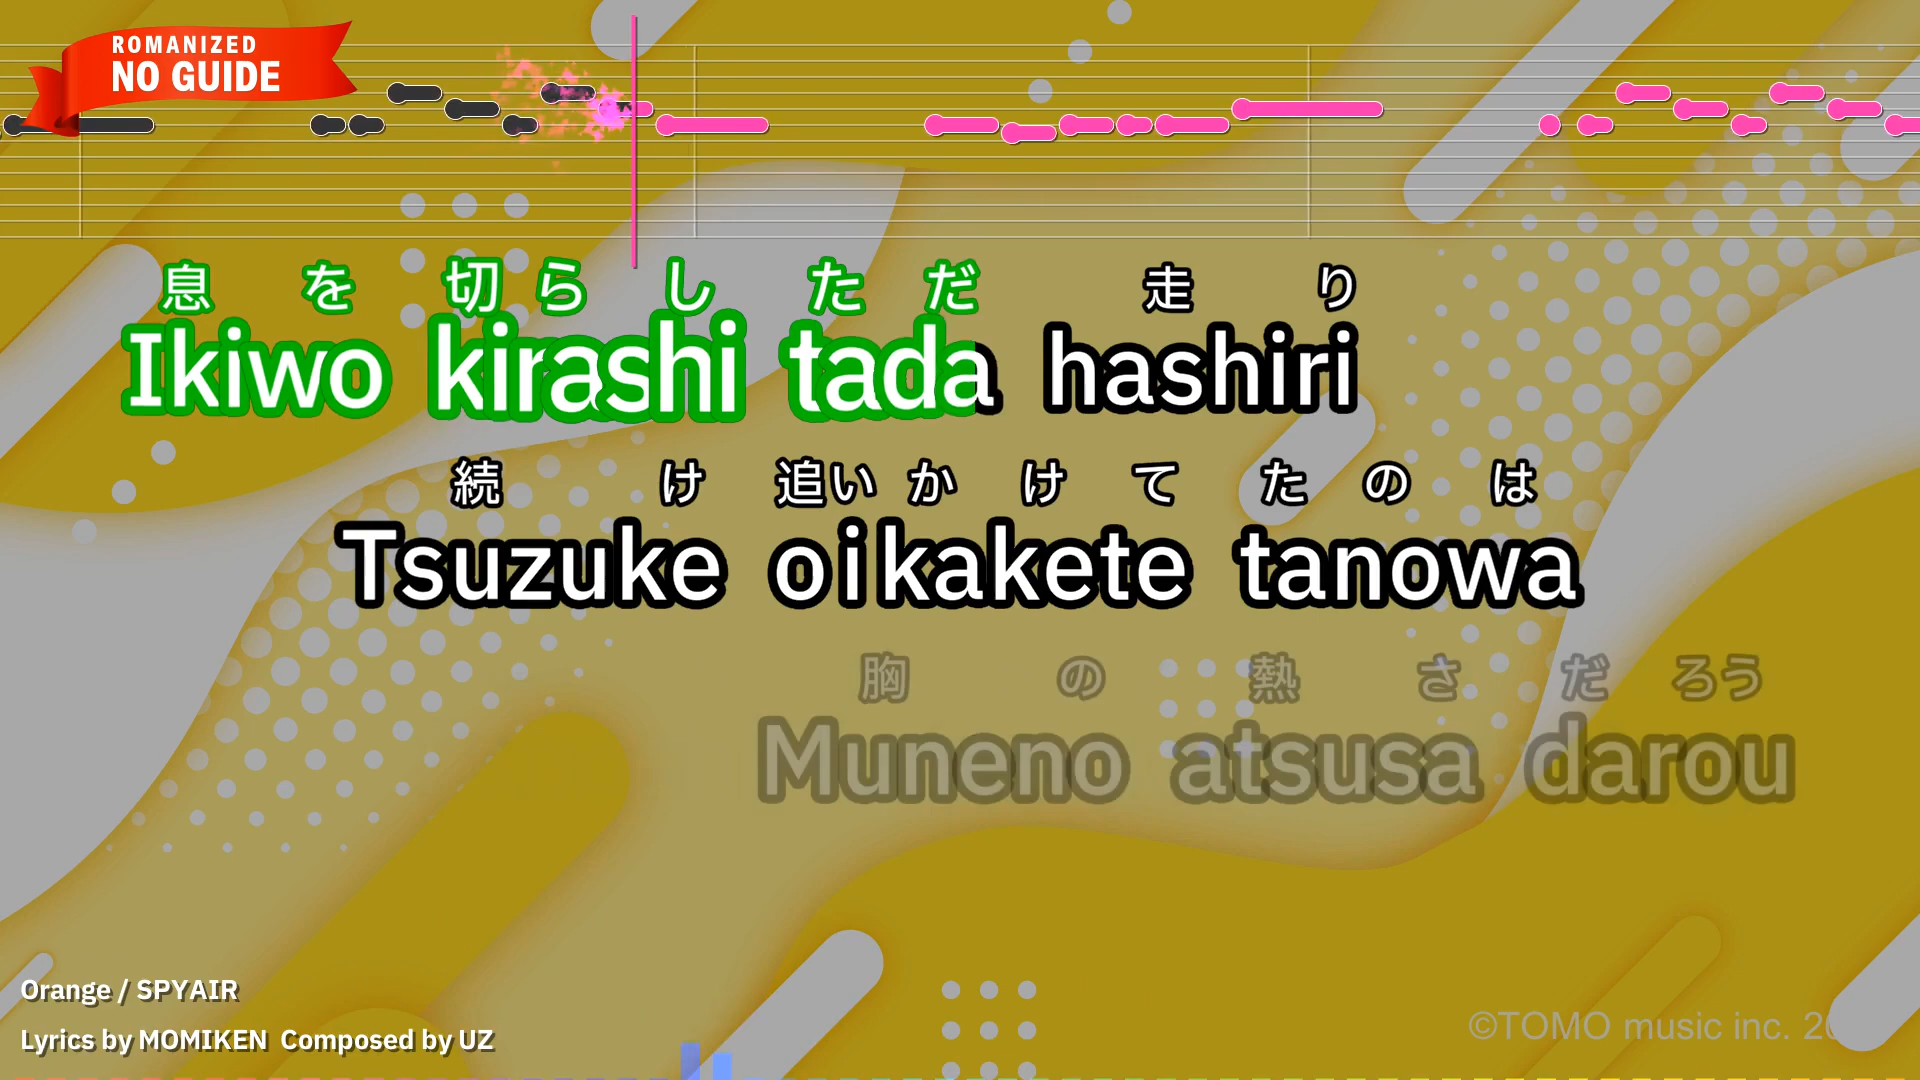 ROMANIZED
NO GUIDE
息を切らしただ走り
Ikiwo kirashi tada hashiri
続け追いかけてたのは
Tsuzuke oikakete tanowa
胸の熱さだろう
Muneno atsusa darou
Orange / SPYAIR
Lyrics by MOMIKEN Composed by UZ
©TOMO music inc.